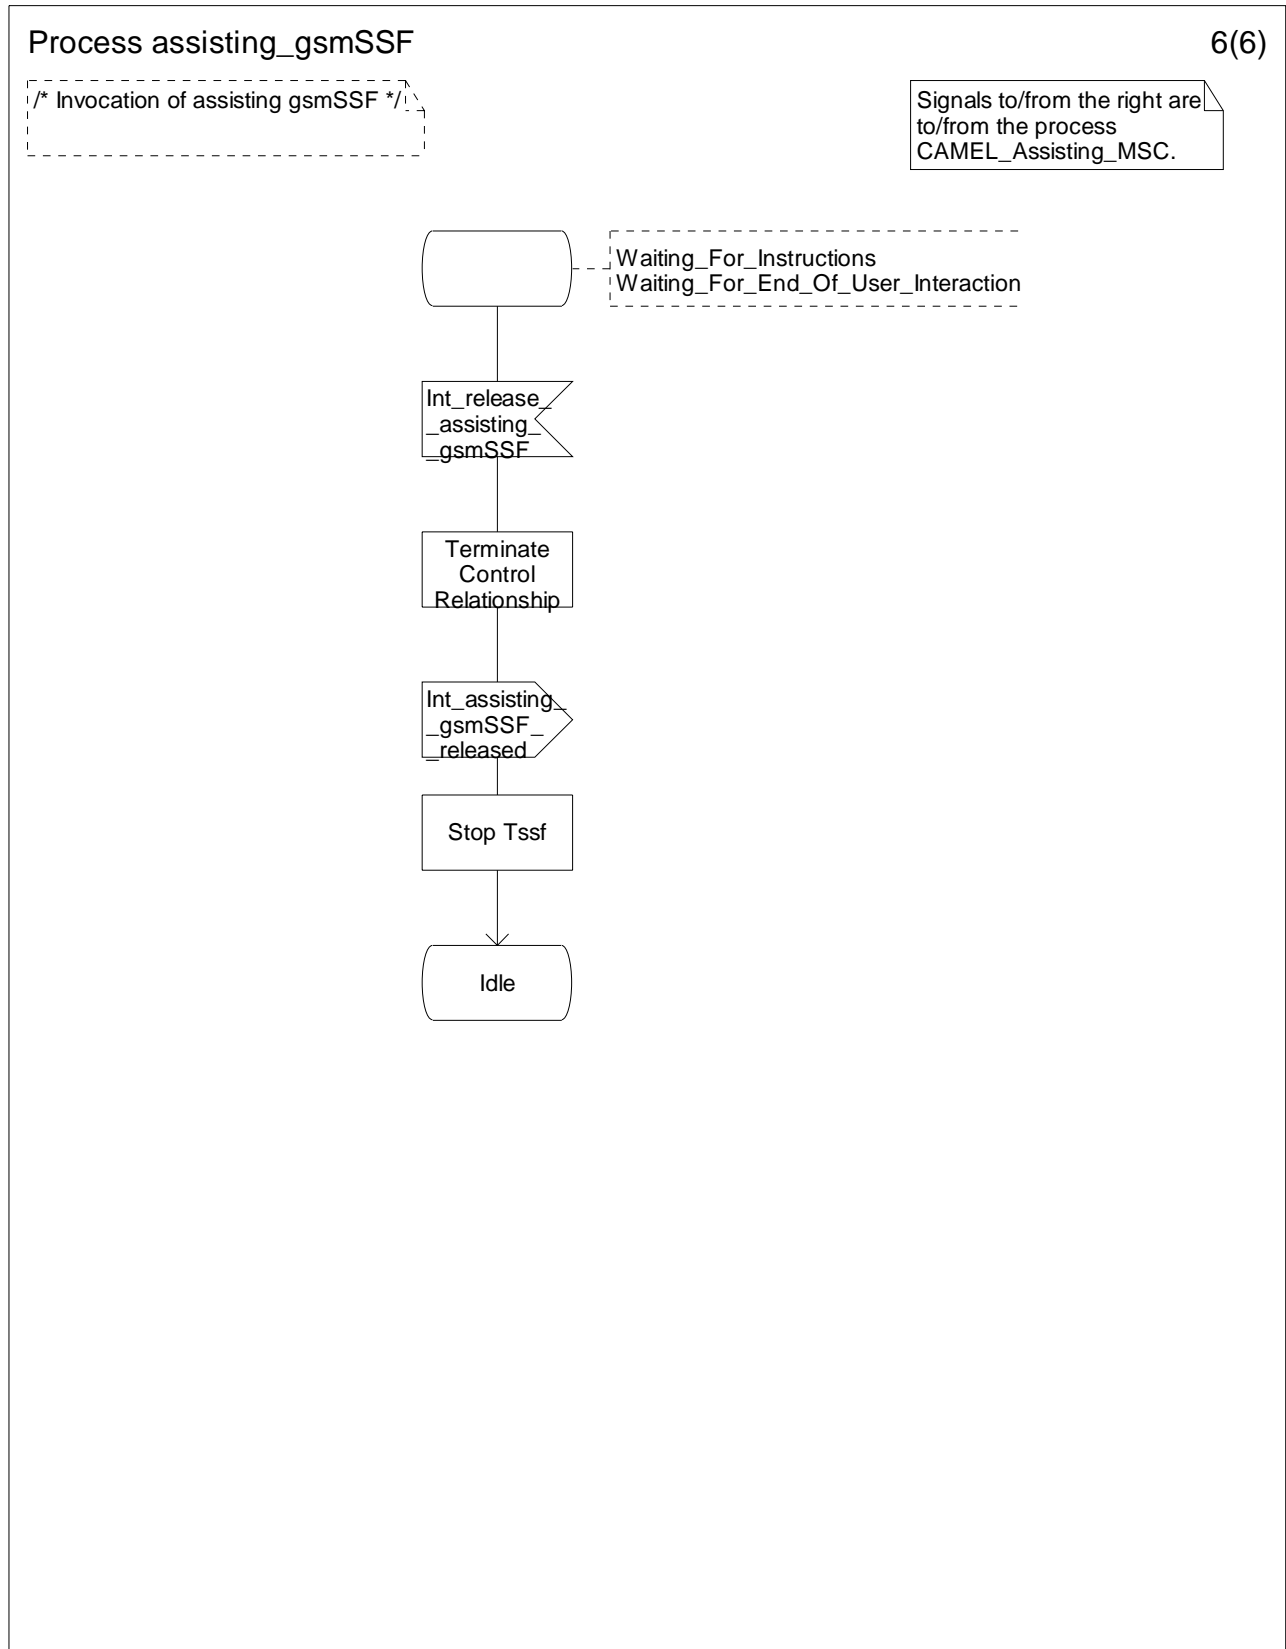 Process assisting_gsmSSF
6(6)
/* Invocation of assisting gsmSSF */
Signals to/from the right are
to/from the process
CAMEL_Assisting_MSC.
Waiting_For_Instructions
Waiting_For_End_Of_User_Interaction
Int_release_
_assisting_
_gsmSSF
Terminate
Control
Relationship
Int_assisting_
_gsmSSF_
_released
Stop Tssf
Idle